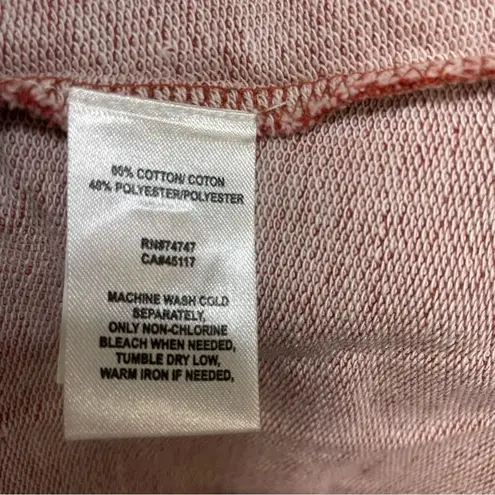 60% COTTON/ COTON
40% POLYESTER/POLYESTER
RN#74747
CA#45117
MACHINE WASH COLD
SEPARATELY,
ONLY NON-CHLORINE
BLEACH WHEN NEEDED,
TUMBLE DRY LOW,
WARM IRON IF NEEDED,